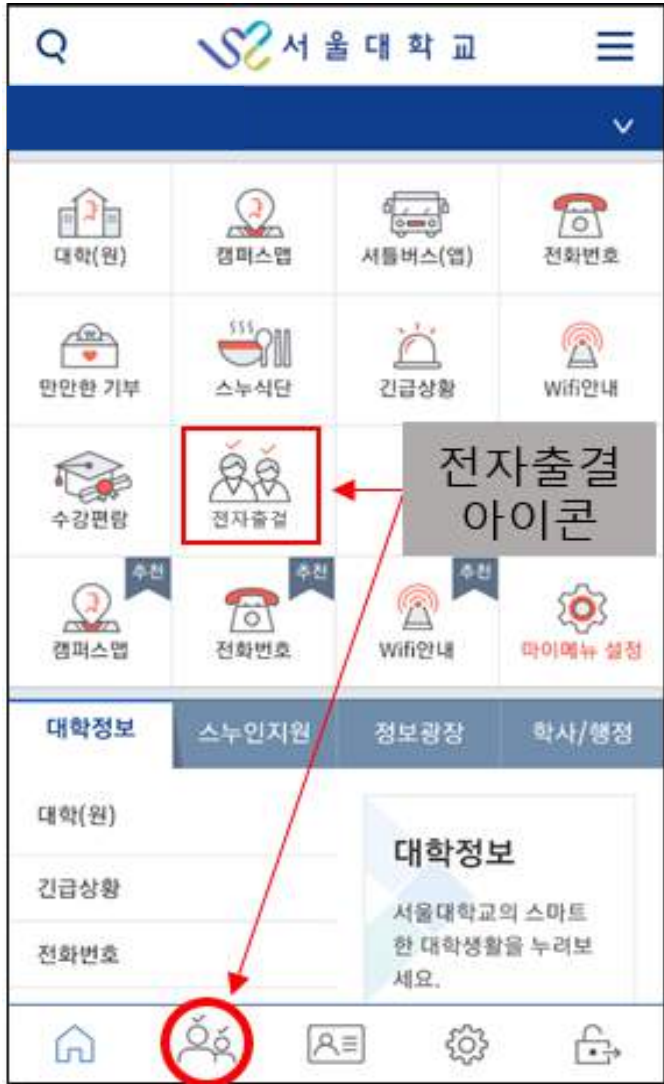 서울대학교
대학(원)
캠퍼스맵
셔틀버스(앱)
전화번호
만만한 기부
스누식단
긴급상황
Wifi안내
수강편람
전자출결
전자출결
아이콘
추천
추천
추천
캠퍼스맵
전화번호
Wifi안내
마이메뉴 설정
대학정보
스누인지원
정보광장
학사/행정
대학(원)
긴급상황
전화번호
대학정보
서울대학교의 스마트
한 대학생활을 누려보
세요.